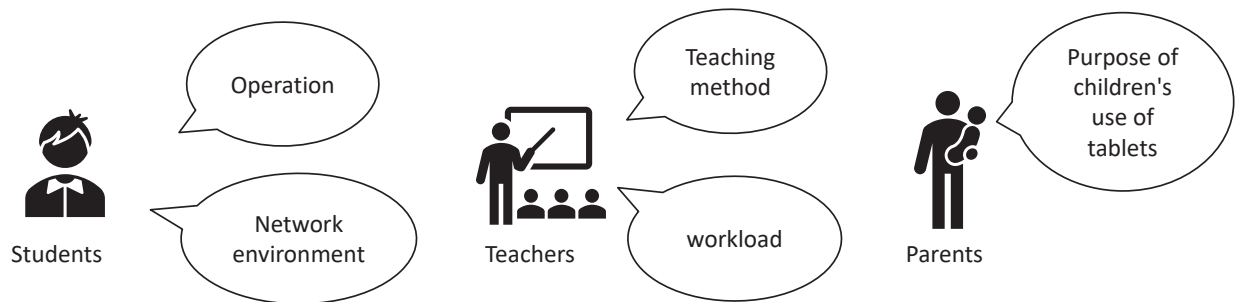 Operation
Network
environment
Students
Teaching
method
workload
Teachers
Purpose of
children's
use of
tablets
Parents